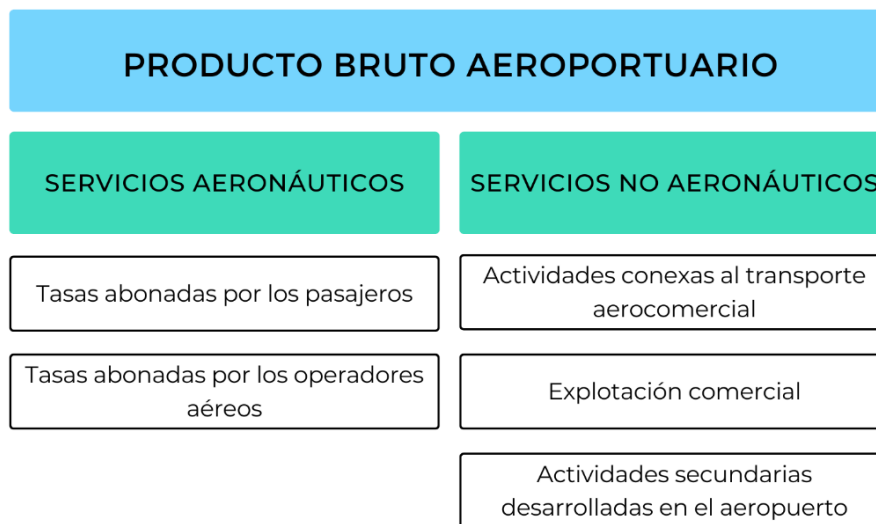 PRODUCTO BRUTO AEROPORTUARIO
SERVICIOS AERONÁUTICOS
SERVICIOS NO AERONÁUTICOS
Tasas abonadas por los pasajeros
Tasas abonadas por los operadores
aéreos
Actividades conexas al transporte
aerocomercial
Explotación comercial
Actividades secundarias
desarrolladas en el aeropuerto